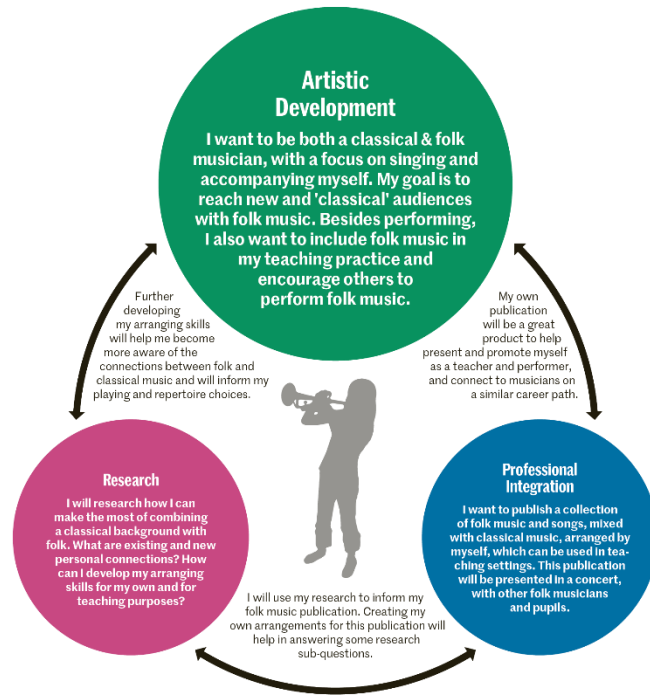 Artistic
Development
I want to be both a classical & folk
musician, with a focus on singing and
accompanying myself. My goal is to
reach new and 'classical' audiences
with folk music. Besides performing,
I also want to include folk music in
my teaching practice and
encourage others to
perform folk music.
Further
developing
my arranging skills
will help me become
more aware of the
connections between folk and
classical music and will inform my
playing and repertoire choices.
My own
publication
will be a great
product to help
present and promote myself
as a teacher and performer,
and connect to musicians on
a similar career path.
Research
I will research how I can
make the most of combining
a classical background with
folk. What are existing and new
personal connections? How
can I develop my arranging
skills for my own and for
teaching purposes?
Professional
Integration
I want to publish a collection
of folk music and songs, mixed
with classical music, arranged by
myself, which can be used in tea-
ching settings. This publication
will be presented in a concert,
with other folk musicians
and pupils.
I will use my research to inform my
folk music publication. Creating my
own arrangements for this publication will
help in answering some research
sub-questions.